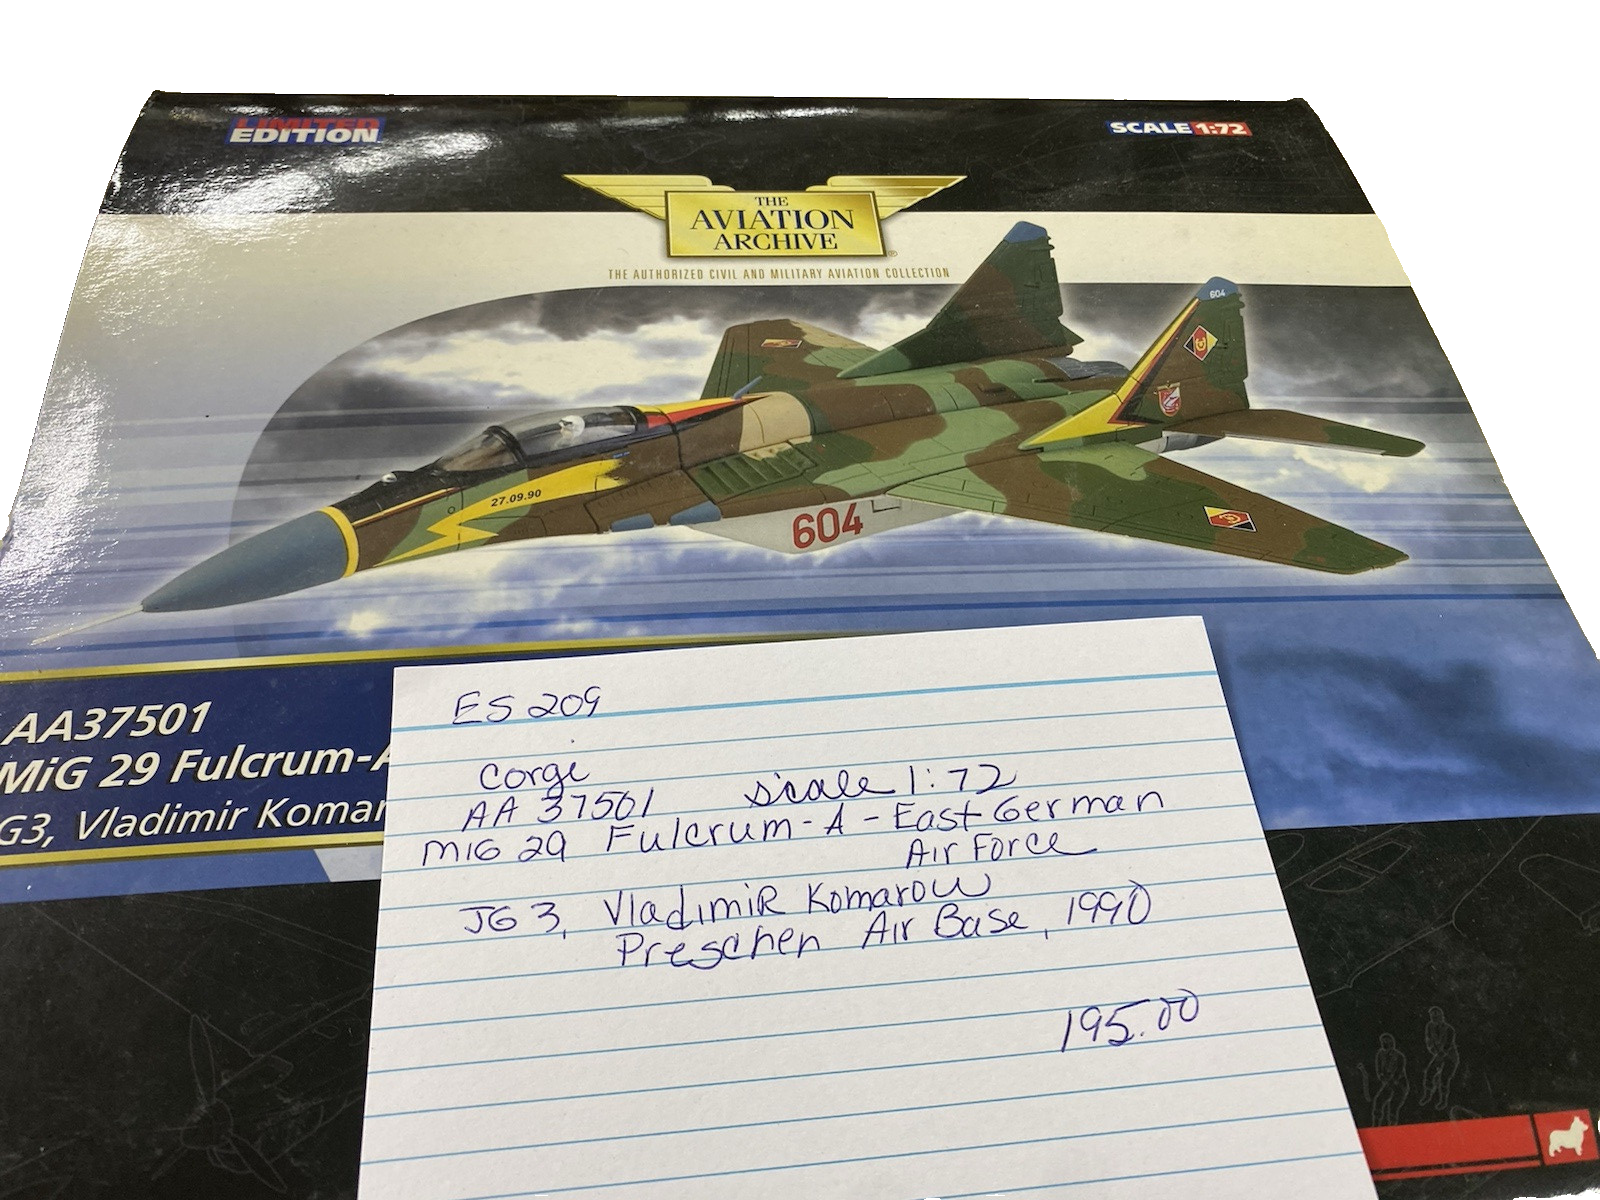 LIMITED
EDITION
SCALE 1:72
THE
AVIATION
ARCHIVE
®
THE AUTHORIZED CIVIL AND MILITARY AVIATION COLLECTION
604
27.09.90
604
AA37501
MiG 29 Fulcrum-A
G3, Vladimir Komar
ES 209
Corgi
AA 37501 scale 1:72
MIG 29 Fulcrum-A-East German
Air Force
JG 3, Vladimir Komarow
Preschen Air Base, 1990
195.00